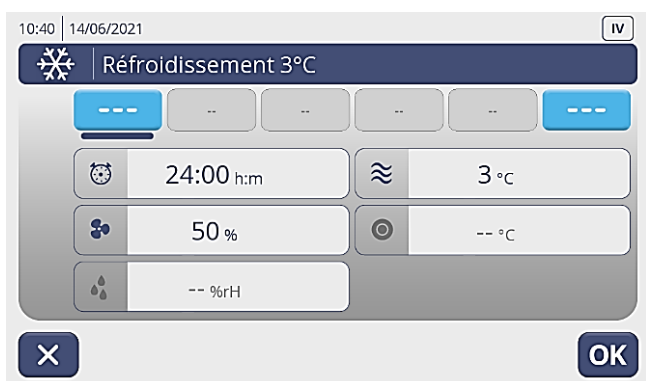 10:40 14/06/2021 IV
Réfroidissement 3°C
--- -- -- -- -- ---
24:00 h:m 3 °C
50 % -- °C
-- %rH
OK